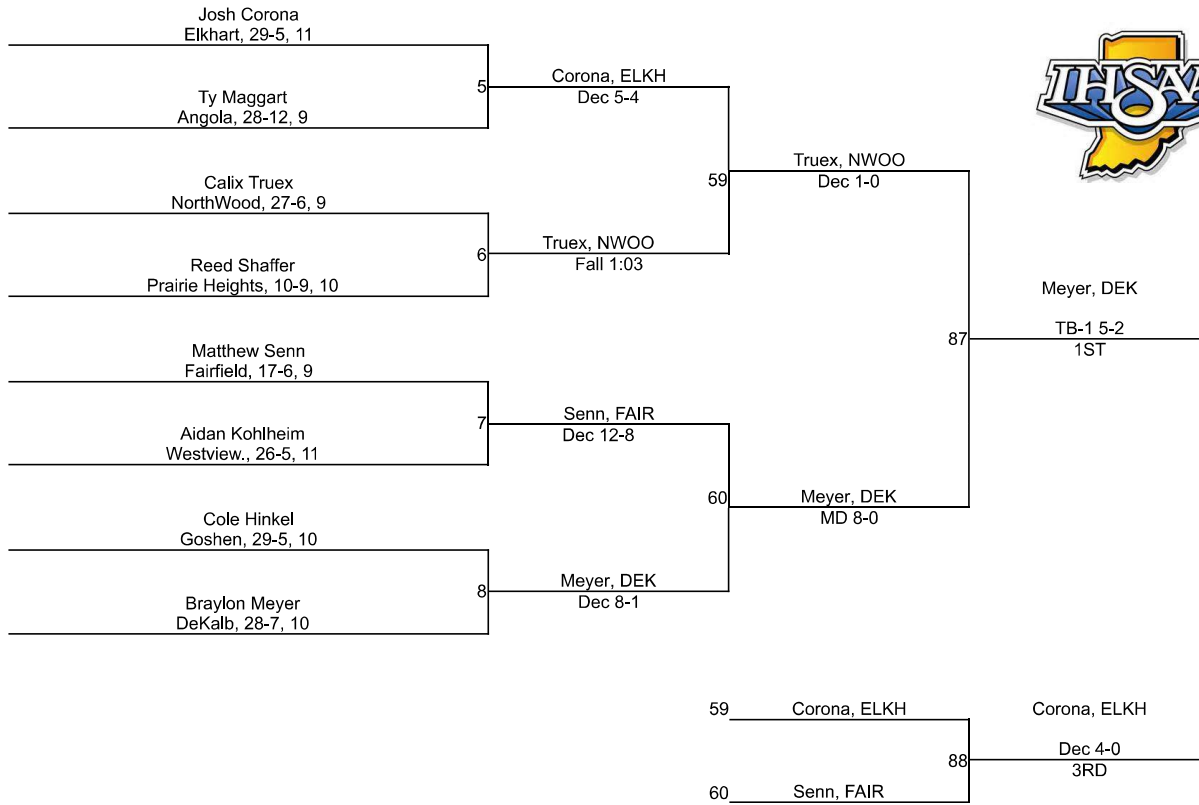 Josh Corona
Elkhart, 29-5, 11
5
Corona, ELKH
Dec 5-4
Ty Maggart
Angola, 28-12, 9
59
Truex, NWOO
Dec 1-0
Calix Truex
NorthWood, 27-6, 9
6
Truex, NWOO
Fall 1:03
Reed Shaffer
Prairie Heights, 10-9, 10
87
Meyer, DEK
TB-1 5-2
1ST
Matthew Senn
Fairfield, 17-6, 9
7
Senn, FAIR
Dec 12-8
Aidan Kohlheim
Westview., 26-5, 11
60
Meyer, DEK
MD 8-0
Cole Hinkel
Goshen, 29-5, 10
8
Meyer, DEK
Dec 8-1
Braylon Meyer
DeKalb, 28-7, 10
59
Corona, ELKH
88
Corona, ELKH
Dec 4-0
3RD
60
Senn, FAIR
IHSAA